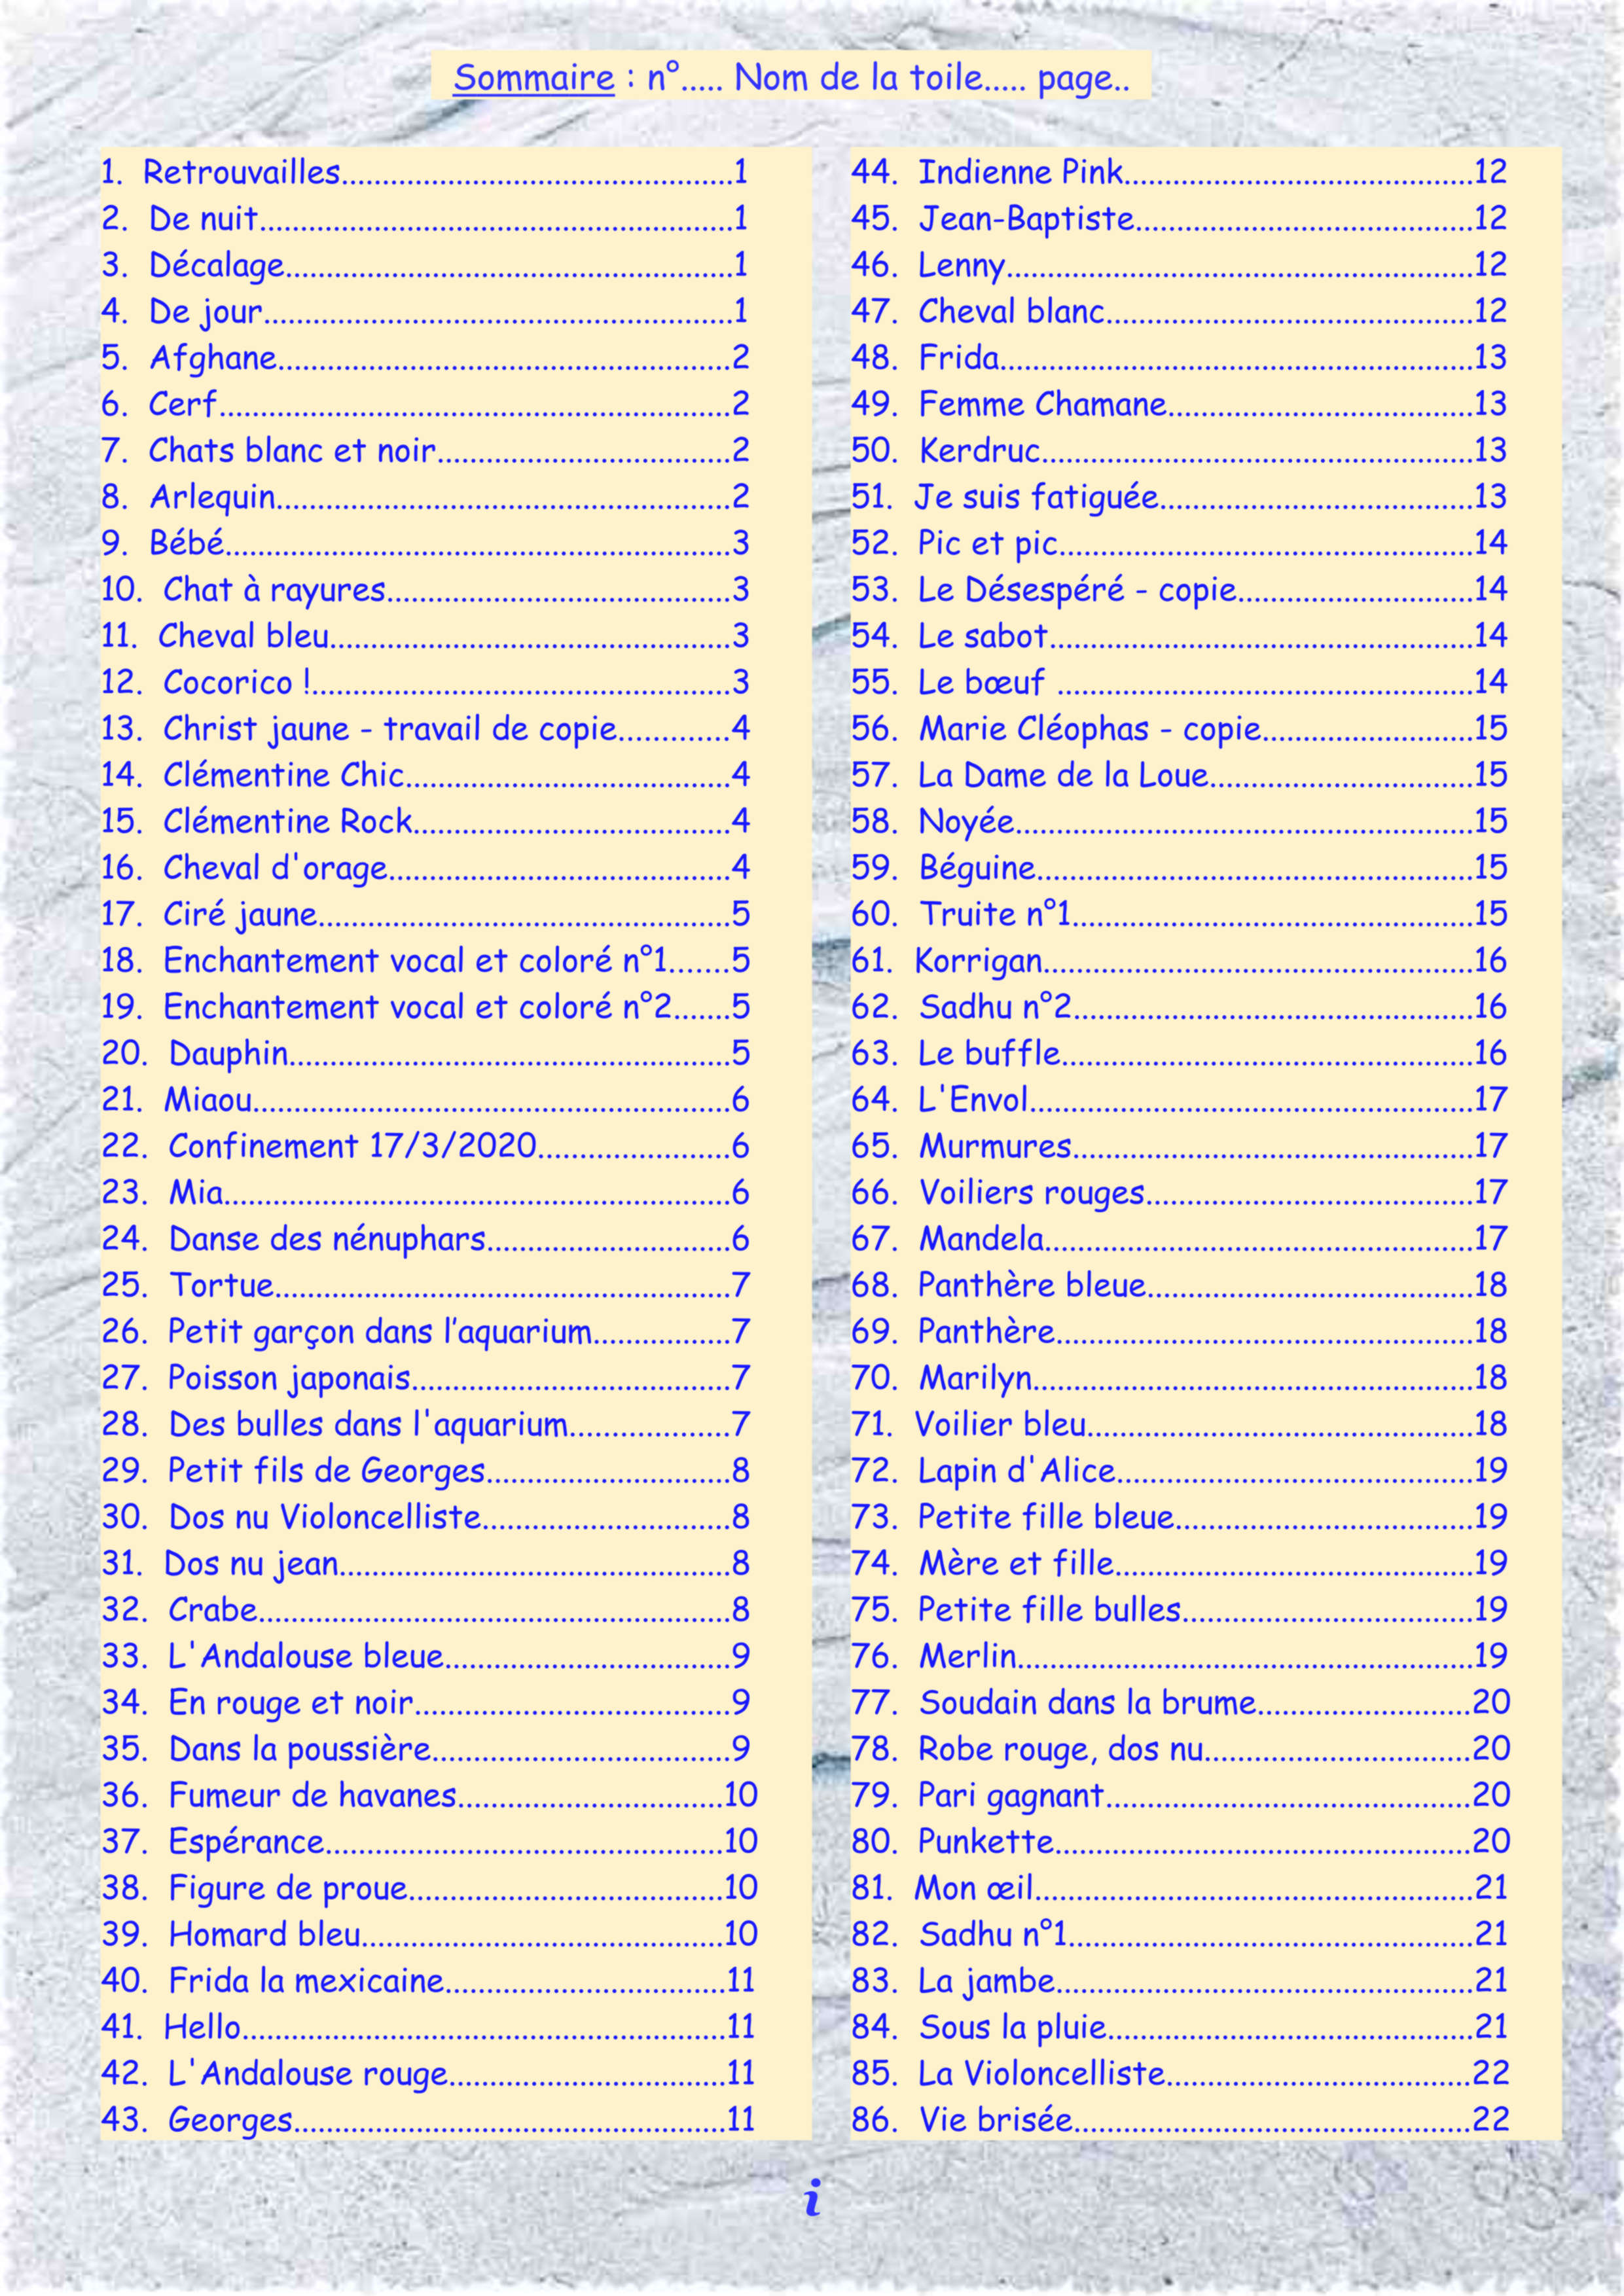 Sommaire : n°..... Nom de la toile..... page..
1. Retrouvailles...............................................1
2. De nuit.........................................................1
3. Décalage......................................................1
4. De jour.........................................................1
5. Afghane.......................................................2
6. Cerf..............................................................2
7. Chats blanc et noir...................................2
8. Arlequin.......................................................2
9. Bébé.............................................................3
10. Chat à rayures.........................................3
11. Cheval bleu................................................3
12. Cocorico !..................................................3
13. Christ jaune - travail de copie.............4
14. Clémentine Chic.......................................4
15. Clémentine Rock......................................4
16. Cheval d'orage.........................................4
17. Ciré jaune..................................................5
18. Enchantement vocal et coloré n°1.......5
19. Enchantement vocal et coloré n°2.......5
20. Dauphin.....................................................5
21. Miaou..........................................................6
22. Confinement 17/3/2020.......................6
23. Mia.............................................................6
24. Danse des nénuphars.............................6
25. Tortue.......................................................7
26. Petit garçon dans l’aquarium................7
27. Poisson japonais......................................7
28. Des bulles dans l'aquarium...................7
29. Petit fils de Georges.............................8
30. Dos nu Violoncelliste..............................8
31. Dos nu jean...............................................8
32. Crabe.........................................................8
33. L'Andalouse bleue..................................9
34. En rouge et noir......................................9
35. Dans la poussière....................................9
36. Fumeur de havanes................................10
37. Espérance................................................10
38. Figure de proue......................................10
39. Homard bleu............................................10
40. Frida la mexicaine..................................11
41. Hello..........................................................11
42. L'Andalouse rouge.................................11
43. Georges....................................................11
44. Indienne Pink..........................................12
45. Jean-Baptiste.........................................12
46. Lenny........................................................12
47. Cheval blanc............................................12
48. Frida.........................................................13
49. Femme Chamane.....................................13
50. Kerdruc....................................................13
51. Je suis fatiguée......................................13
52. Pic et pic..................................................14
53. Le Désespéré - copie............................14
54. Le sabot...................................................14
55. Le bœuf ..................................................14
56. Marie Cléophas - copie.........................15
57. La Dame de la Loue................................15
58. Noyée.......................................................15
59. Béguine.....................................................15
60. Truite n°1................................................15
61. Korrigan....................................................16
62. Sadhu n°2................................................16
63. Le buffle..................................................16
64. L'Envol.....................................................17
65. Murmures................................................17
66. Voiliers rouges.......................................17
67. Mandela....................................................17
68. Panthère bleue.......................................18
69. Panthère..................................................18
70. Marilyn.....................................................18
71. Voilier bleu...............................................18
72. Lapin d'Alice...........................................19
73. Petite fille bleue....................................19
74. Mère et fille...........................................19
75. Petite fille bulles...................................19
76. Merlin.......................................................19
77. Soudain dans la brume..........................20
78. Robe rouge, dos nu................................20
79. Pari gagnant............................................20
80. Punkette..................................................20
81. Mon œil.....................................................21
82. Sadhu n°1.................................................21
83. La jambe..................................................21
84. Sous la pluie............................................21
85. La Violoncelliste.....................................22
86. Vie brisée................................................22
i